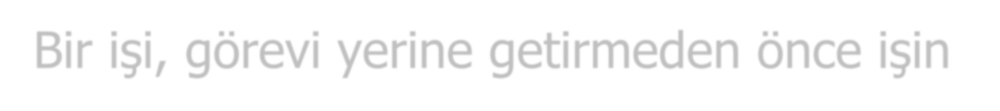 Bir işi, görevi yerine getirmeden önce işin